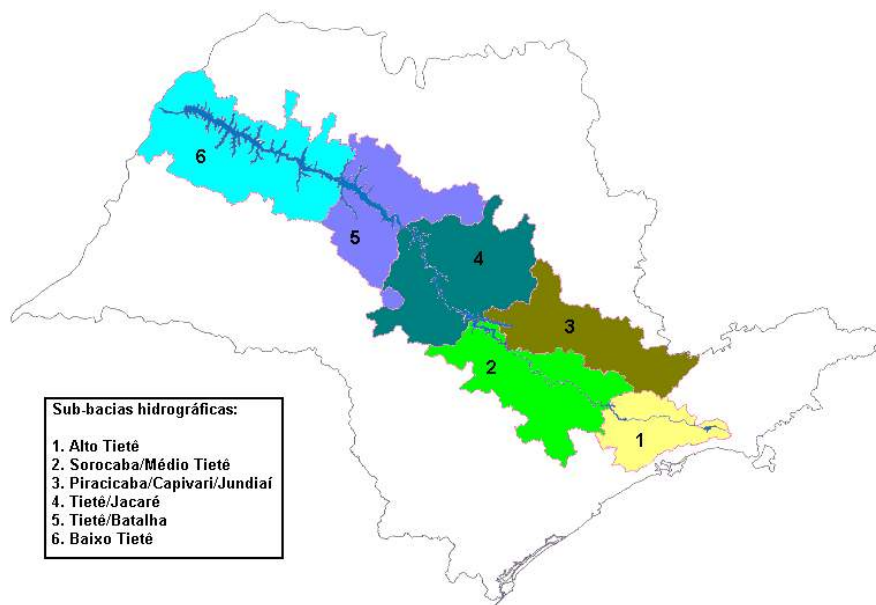 6
5
4
3
2
1
Sub-bacias hidrográficas:
1. Alto Tietê
2. Sorocaba/Médio Tietê
3. Piracicaba/Capivari/Jundiaí
4. Tietê/Jacaré
5. Tietê/Batalha
6. Baixo Tietê